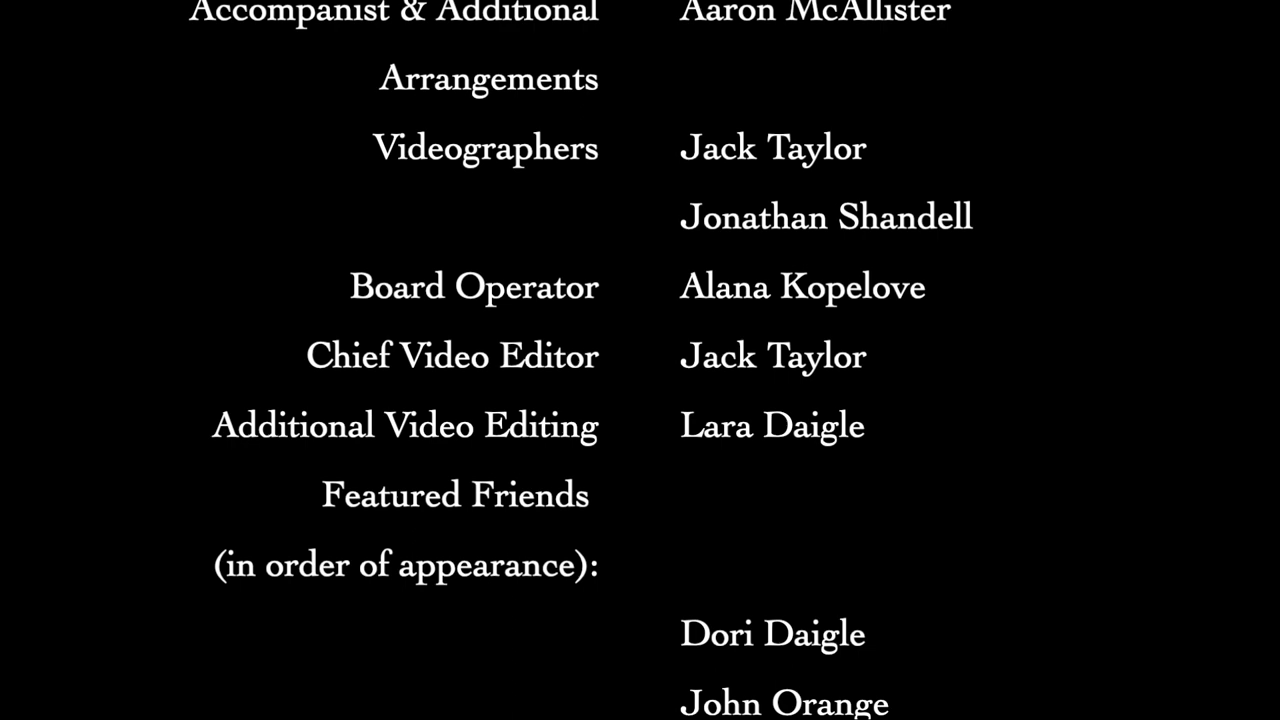 Accompanist & Additional Aaron McAllister
Arrangements
Videographers Jack Taylor
Jonathan Shandell
Board Operator Alana Kopelove
Chief Video Editor Jack Taylor
Additional Video Editing Lara Daigle
Featured Friends
(in order of appearance):
Dori Daigle
John Orange